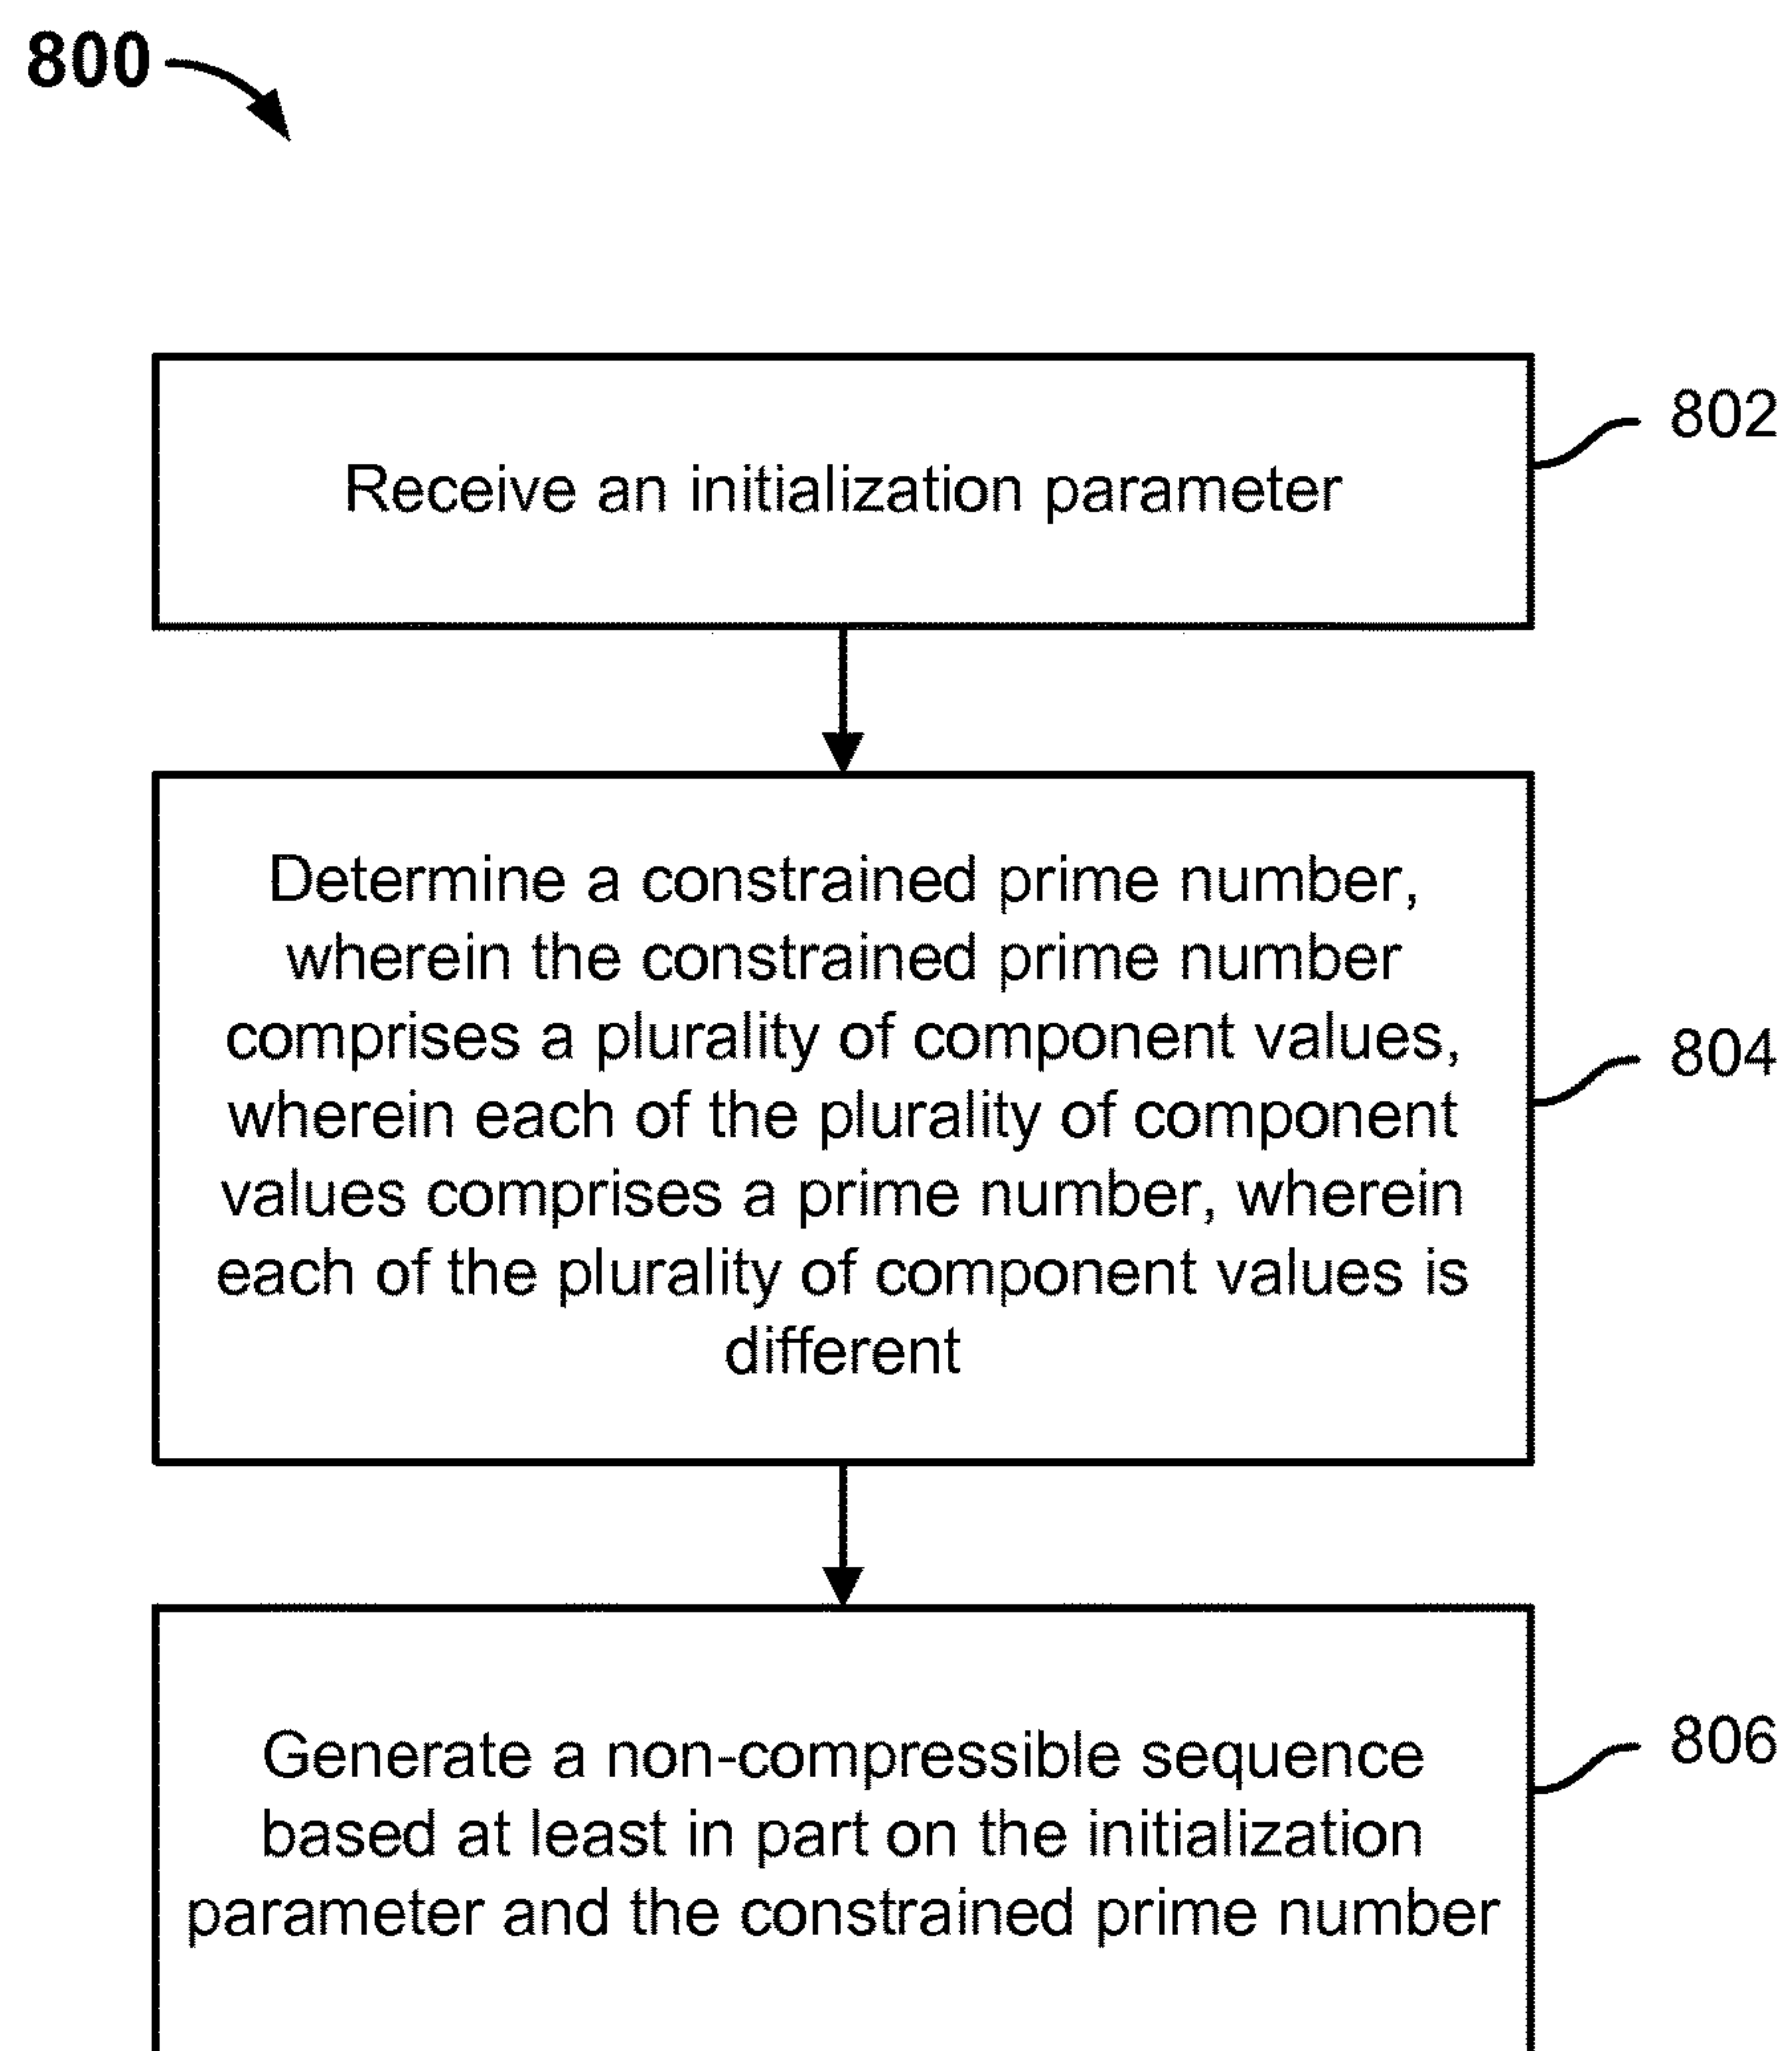 800
Receive an initialization parameter
802
Determine a constrained prime number,
wherein the constrained prime number
comprises a plurality of component values,
wherein each of the plurality of component
values comprises a prime number, wherein
each of the plurality of component values is
different
804
Generate a non-compressible sequence
based at least in part on the initialization
parameter and the constrained prime number
806